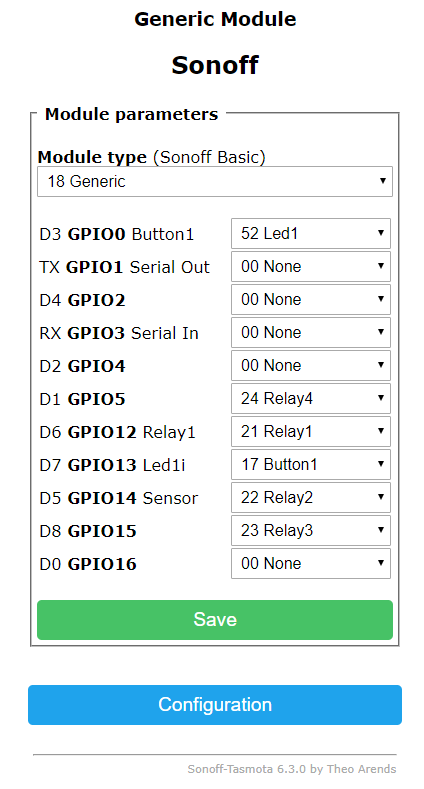 Generic Module
Sonoff
Module parameters
Module type (Sonoff Basic)
18 Generic
D3 GPIO0 Button1 52 Led1
TX GPIO1 Serial Out 00 None
D4 GPIO2 00 None
RX GPIO3 Serial In 00 None
D2 GPIO4 00 None
D1 GPIO5 24 Relay4
D6 GPIO12 Relay1 21 Relay1
D7 GPIO13 Led1i 17 Button1
D5 GPIO14 Sensor 22 Relay2
D8 GPIO15 23 Relay3
D0 GPIO16 00 None
Save
Configuration
Sonoff-Tasmota 6.3.0 by Theo Arends